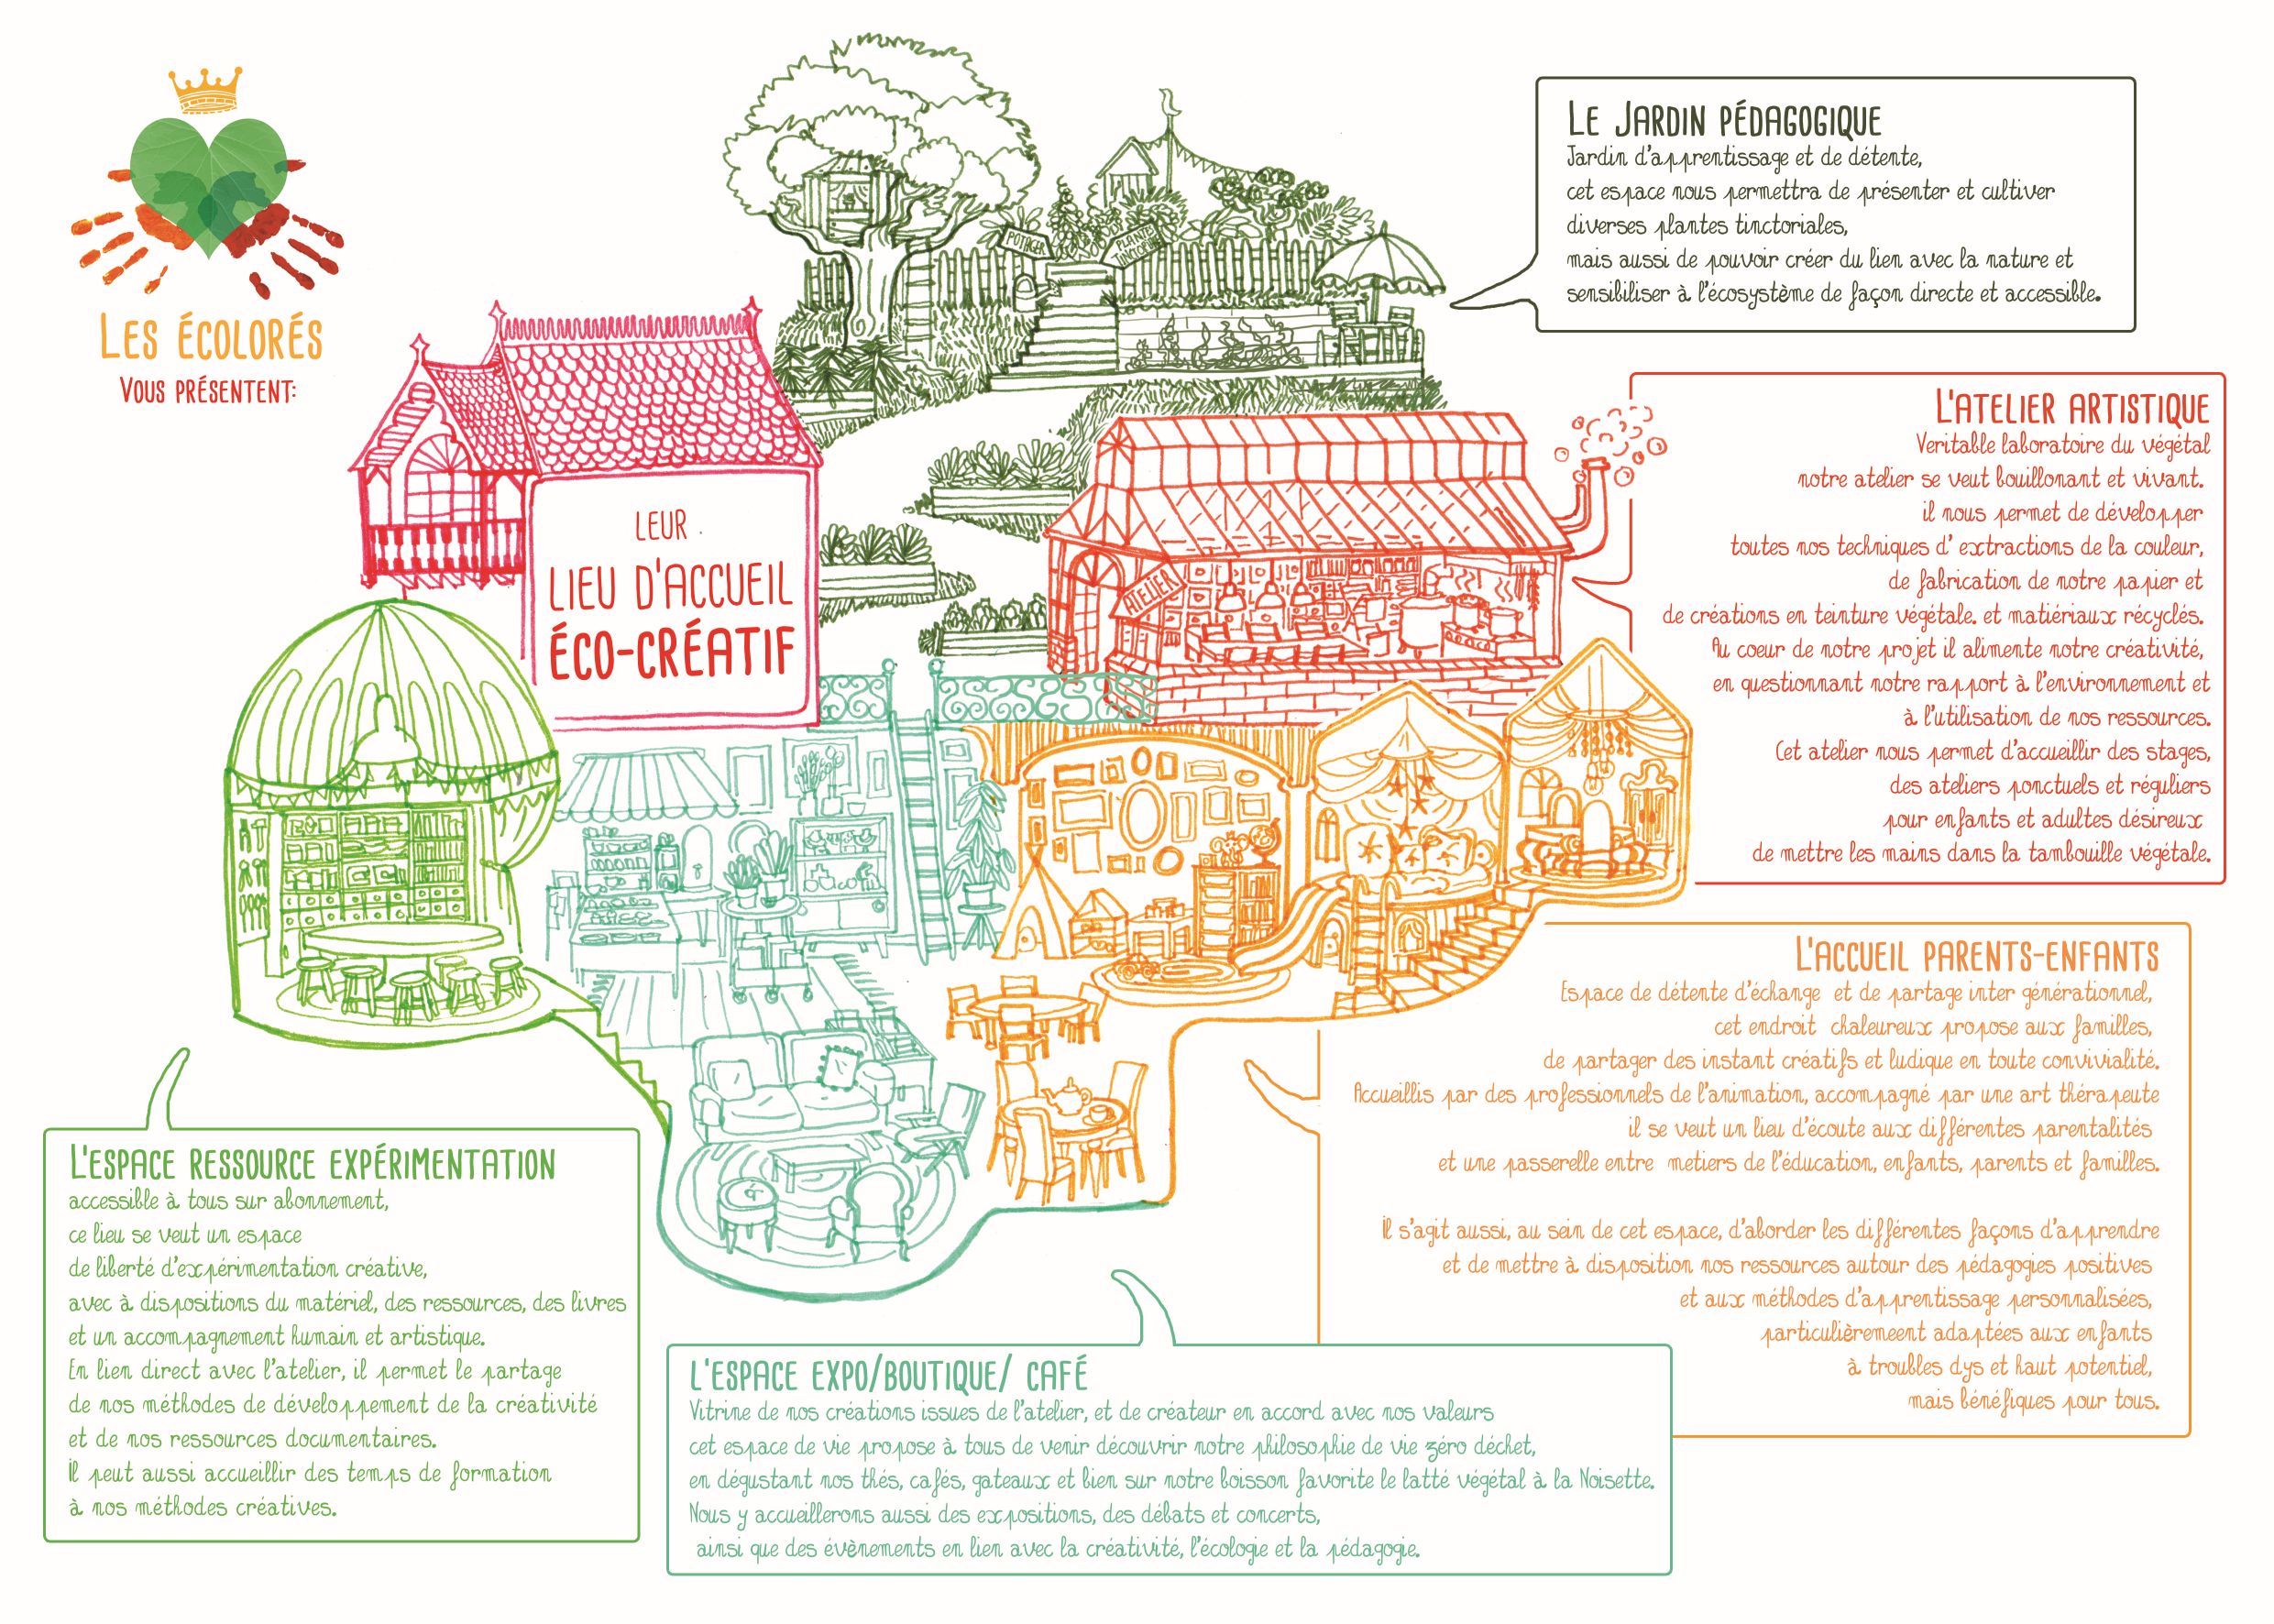 Les écolorés
Vous présentent:
Leur
lieu d'accueil
éco-créatif
Potager
Plantes
tinctoriales
Atelier
Le Jardin pédagogique
Jardin d'apprentissage et de détente,
cet espace nous permettra de présenter et cultiver
diverses plantes tinctoriales,
mais aussi de pouvoir créer du lien avec la nature et
sensibiliser à l'écosystème de façon directe et accessible.
L'atelier artistique
Veritable laboratoire du végétal
notre atelier se veut bouillonant et vivant.
il nous permet de développer
toutes nos techniques d' extractions de la couleur,
de fabrication de notre papier et
de créations en teinture végétale. et matiériaux récyclés.
Au coeur de notre projet il alimente notre créativité,
en questionnant notre rapport à l'environnement et
à l'utilisation de nos ressources.
Cet atelier nous permet d'accueillir des stages,
des ateliers ponctuels et réguliers
pour enfants et adultes désireux
de mettre les mains dans la tambouille végétale.
L'accueil parents-enfants
Espace de détente d'échange et de partage inter générationnel,
cet endroit chaleureux propose aux familles,
de partager des instant créatifs et ludique en toute convivialité.
Accueillis par des professionnels de l'animation, accompagné par une art thérapeute
il se veut un lieu d'écoute aux différentes parentalités
et une passerelle entre metiers de l'éducation, enfants, parents et familles.
Il s'agit aussi, au sein de cet espace, d'aborder les différentes façons d'apprendre
et de mettre à disposition nos ressources autour des pédagogies positives
et aux méthodes d'apprentissage personnalisées,
particulièremeent adaptées aux enfants
à troubles dys et haut potentiel,
mais bénéfiques pour tous.
L'espace ressource expérimentation
accessible à tous sur abonnement,
ce lieu se veut un espace
de liberté d'expérimentation créative,
avec à dispositions du matériel, des ressources, des livres
et un accompagnement humain et artistique.
En lien direct avec l'atelier, il permet le partage
de nos méthodes de développement de la créativité
et de nos ressources documentaires.
Il peut aussi accueillir des temps de formation
à nos méthodes créatives.
L'espace expo/boutique/ café
Vitrine de nos créations issues de l'atelier, et de créateur en accord avec nos valeurs
cet espace de vie propose à tous de venir découvrir notre philosophie de vie zéro déchet,
en dégustant nos thés, cafés, gateaux et bien sur notre boisson favorite le latté végétal à la Noisette.
Nous y accueillerons aussi des expositions, des débats et concerts,
ainsi que des évènements en lien avec la créativité, l'écologie et la pédagogie.